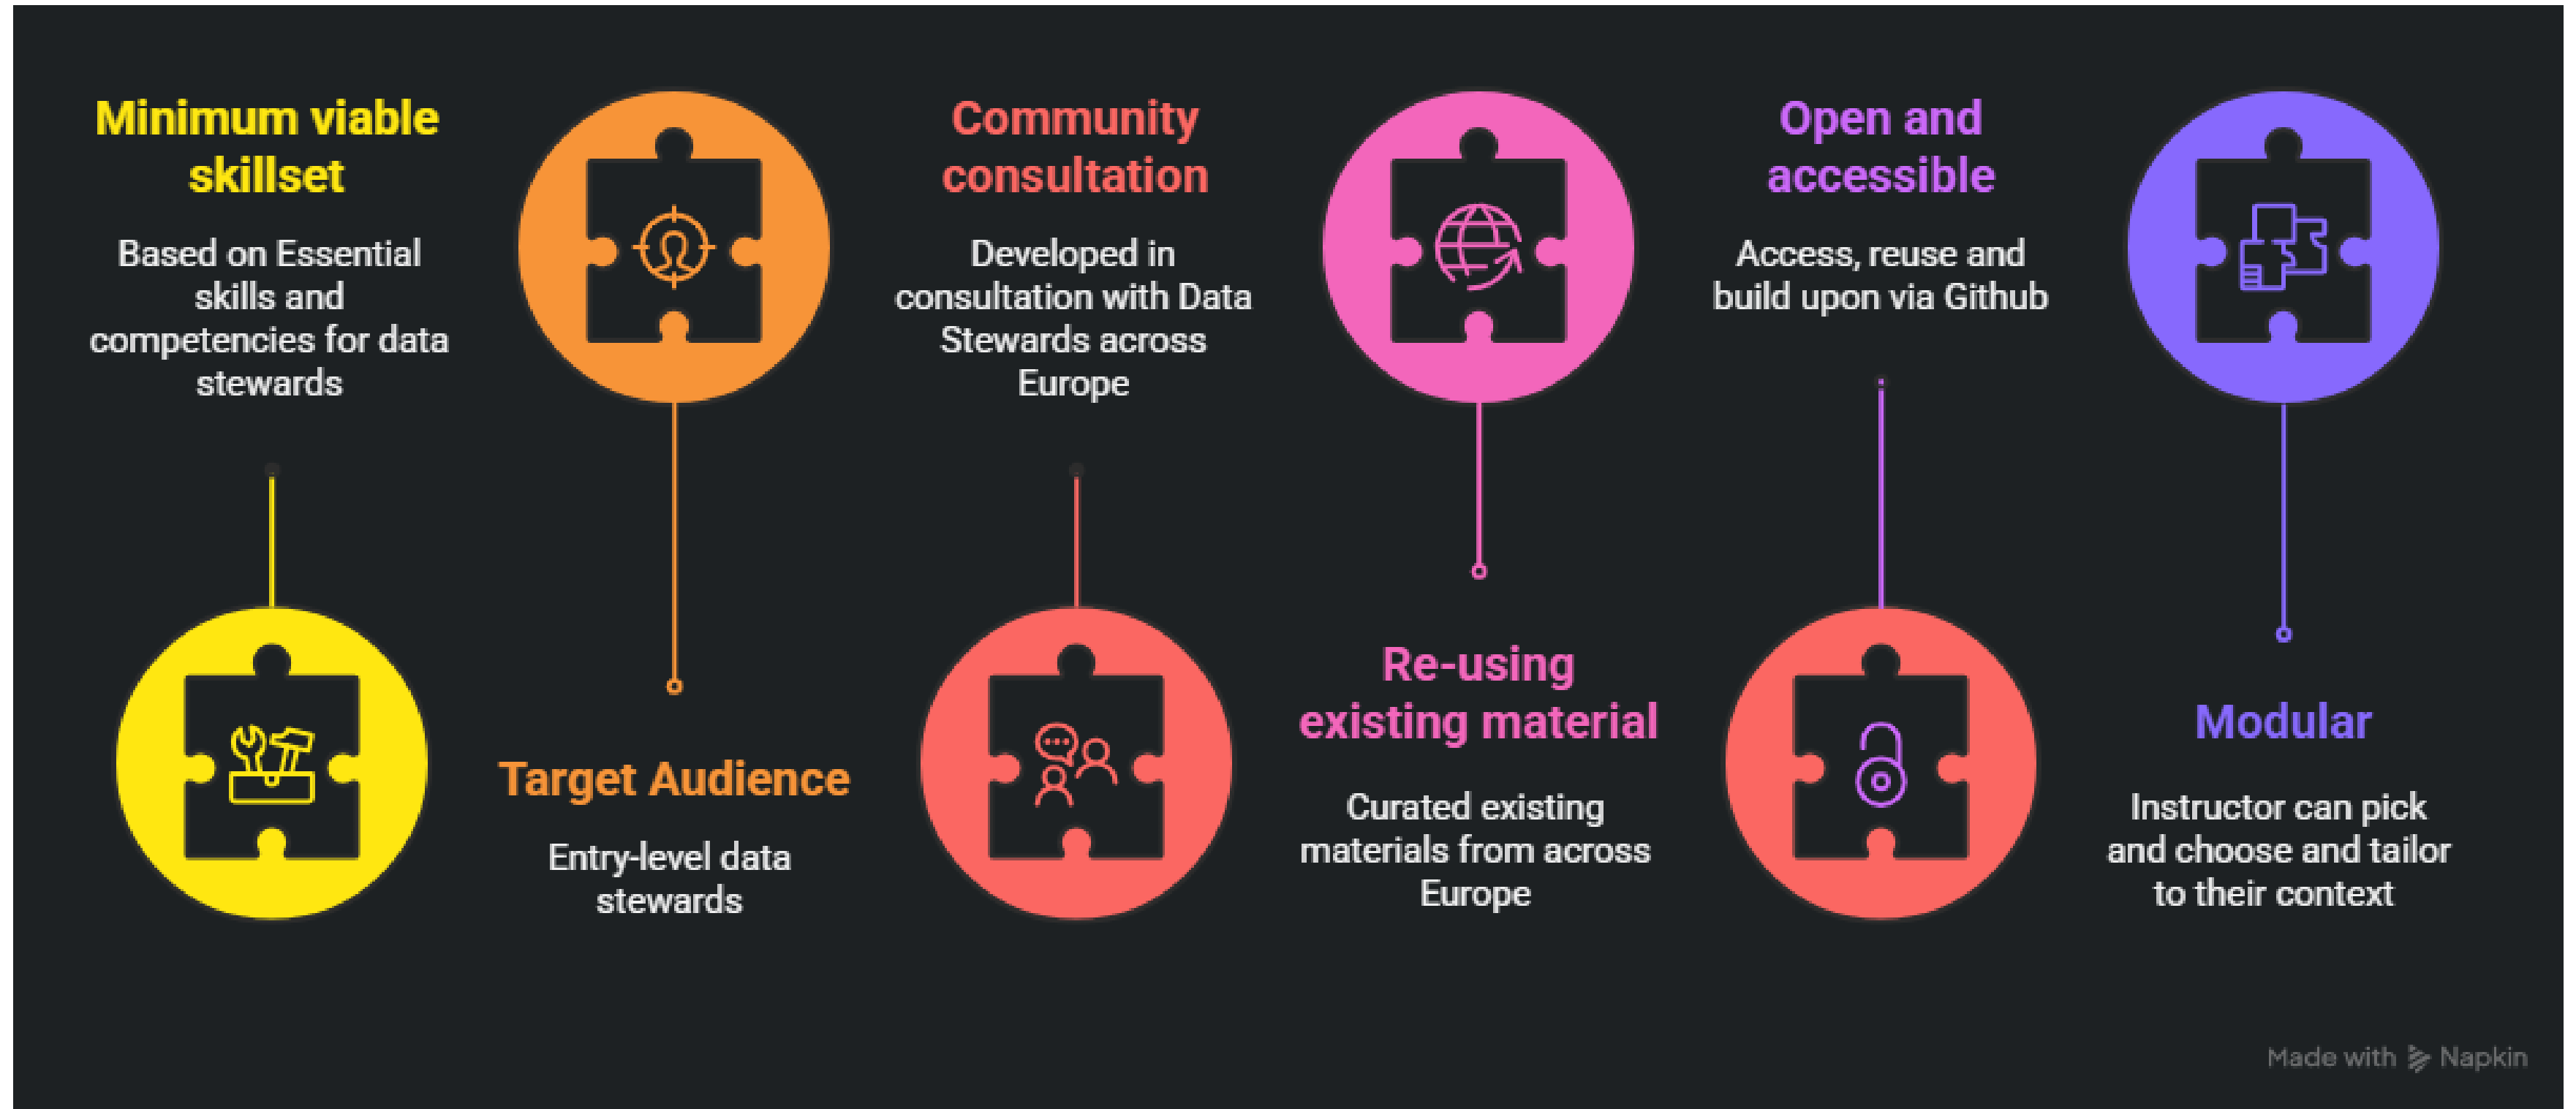 Minimum viable
skillset
Based on Essential
skills and
competencies for data
stewards
Target Audience
Entry-level data
stewards
Community
consultation
Developed in
consultation with Data
Stewards across
Europe
Re-using
existing material
Curated existing
materials from across
Europe
Open and
accessible
Access, reuse and
build upon via Github
Modular
Instructor can pick
and choose and tailor
to their context
Made with Napkin